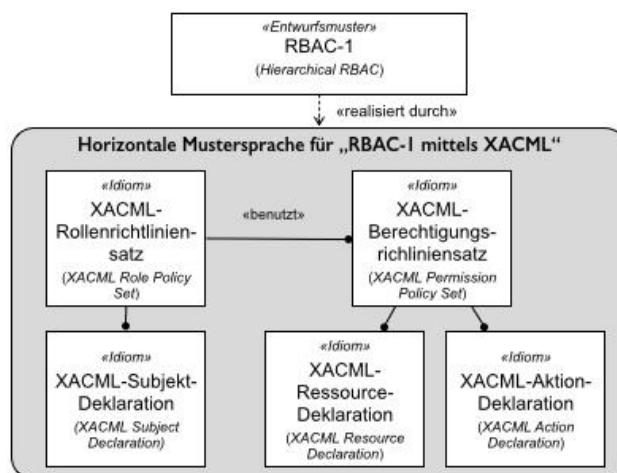 «Entwurfsmuster»
RBAC-1
(Hierarchical RBAC)
«realisiert durch»
Horizontale Mustersprache für „RBAC-1 mittels XACML“
«Idiom»
XACML-
Rollenrichtlinien-
satz
(XACML Role Policy
Set)
«benutzt»
«Idiom»
XACML-
Berechtigungs-
richliniensatz
(XACML Permission
Policy Set)
«Idiom»
XACML-Subjekt-
Deklaration
(XACML Subject
Declaration)
«Idiom»
XACML-
Ressource-
Deklaration
(XACML Resource
Declaration)
«Idiom»
XACML-Aktion-
Deklaration
(XACML Action
Declaration)